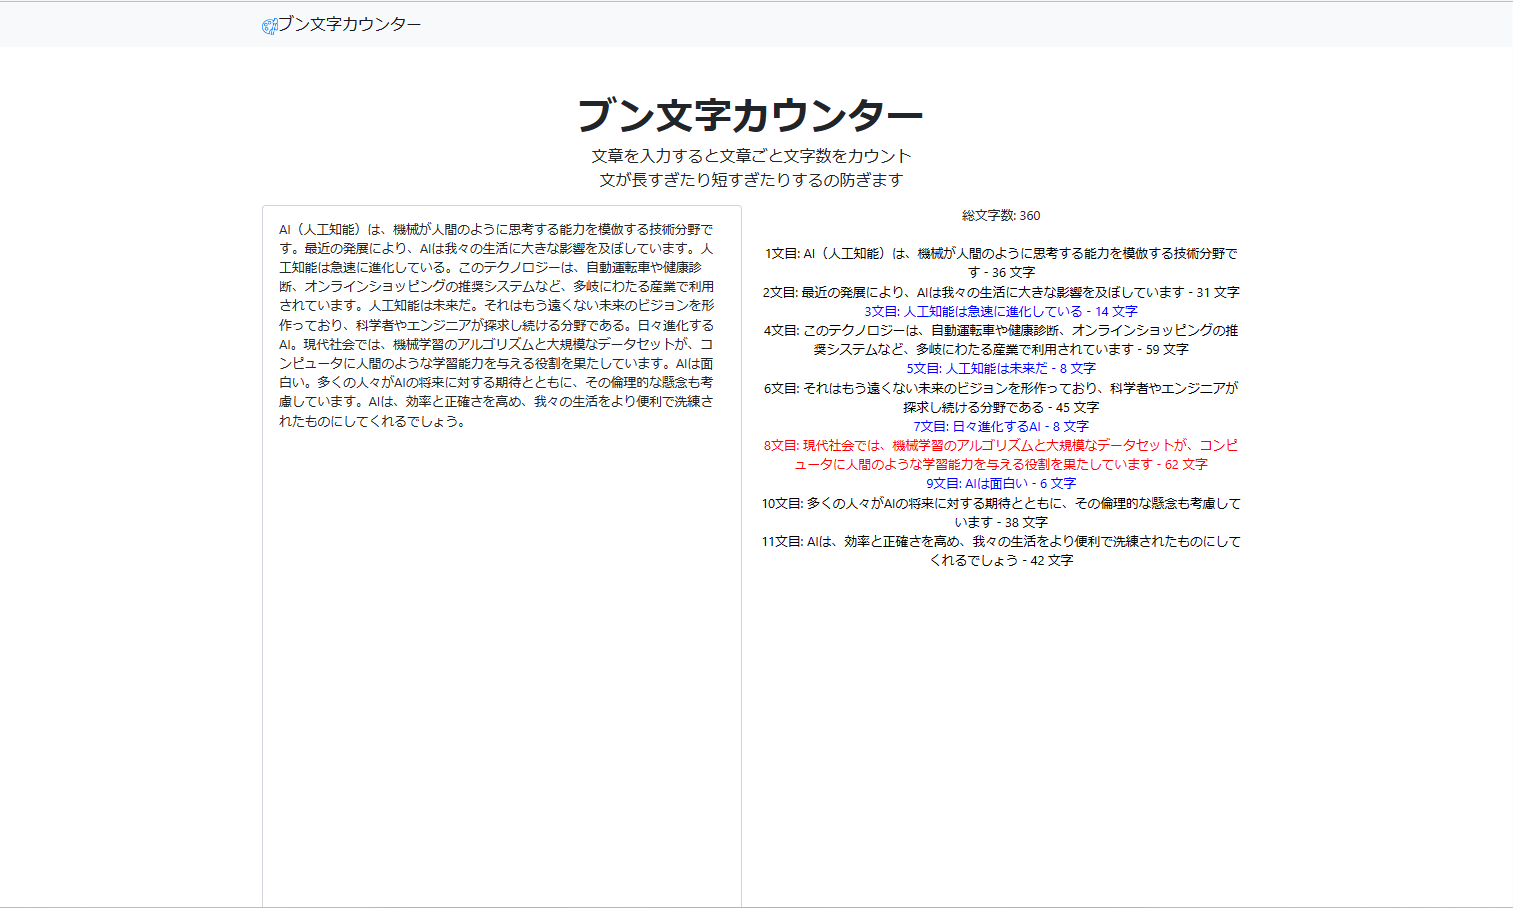 ブン文字カウンター
ブン文字カウンター
文章を入力すると文章ごと文字数をカウント
文が長すぎたり短すぎたりするの防ぎます
AI（人工知能）は、機械が人間のように思考する能力を模倣する技術分野で
す。最近の発展により、AIは我々の生活に大きな影響を及ぼしています。人
工知能は急速に進化している。このテクノロジーは、自動運転車や健康診
断、オンラインショッピングの推奨システムなど、多岐にわたる産業で利用
されています。人工知能は未来だ。それはもう遠くない未来のビジョンを形
作っており、科学者やエンジニアが探求し続ける分野である。日々進化する
AI。現代社会では、機械学習のアルゴリズムと大規模なデータセットが、コ
ンピュータに人間のような学習能力を与える役割を果たしています。AIは面
白い。多くの人々がAIの将来に対する期待とともに、その倫理的な懸念も考
慮しています。AIは、効率と正確さを高め、我々の生活をより便利で洗練さ
れたものにしてくれるでしょう。
総文字数: 360
1文目: AI（人工知能）は、機械が人間のように思考する能力を模倣する技術分野で
す - 36 文字
2文目: 最近の発展により、AIは我々の生活に大きな影響を及ぼしています - 31 文字
3文目: 人工知能は急速に進化している - 14 文字
4文目: このテクノロジーは、自動運転車や健康診断、オンラインショッピングの推
奨システムなど、多岐にわたる産業で利用されています - 59 文字
5文目: 人工知能は未来だ - 8 文字
6文目: それはもう遠くない未来のビジョンを形作っており、科学者やエンジニアが
探求し続ける分野である - 45 文字
7文目: 日々進化するAI - 8 文字
8文目: 現代社会では、機械学習のアルゴリズムと大規模なデータセットが、コンピ
ュータに人間のような学習能力を与える役割を果たしています - 62 文字
9文目: AIは面白い - 6 文字
10文目: 多くの人々がAIの将来に対する期待とともに、その倫理的な懸念も考慮して
います - 38 文字
11文目: AIは、効率と正確さを高め、我々の生活をより便利で洗練されたものにして
くれるでしょう - 42 文字